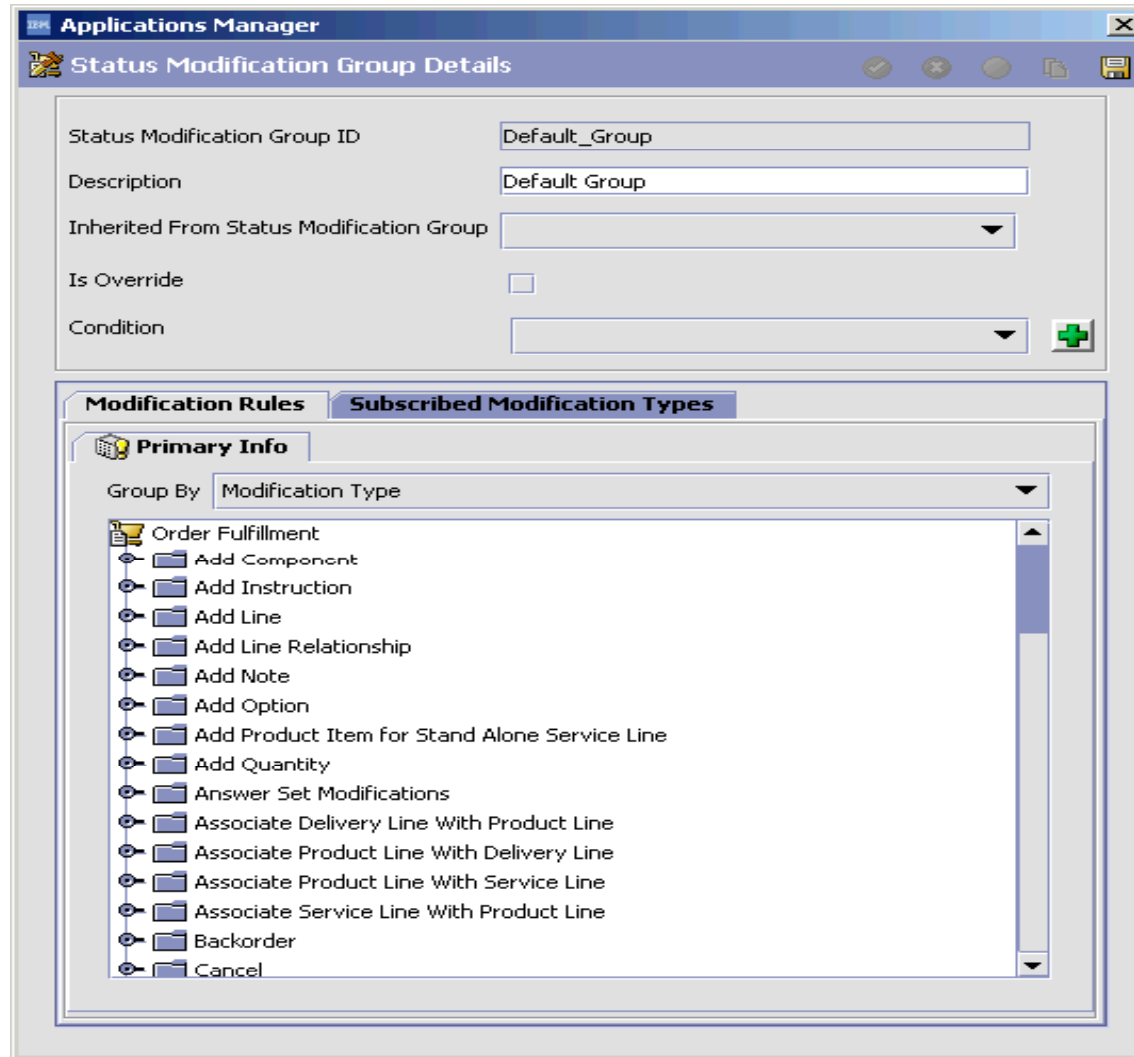 IBM Applications Manager
Status Modification Group Details
Status Modification Group ID Default_Group
Description Default Group
Inherited From Status Modification Group
Is Override
Condition
Modification Rules Subscribed Modification Types
Primary Info
Group By Modification Type
Order Fulfillment
Add Component
Add Instruction
Add Line
Add Line Relationship
Add Note
Add Option
Add Product Item for Stand Alone Service Line
Add Quantity
Answer Set Modifications
Associate Delivery Line With Product Line
Associate Product Line With Delivery Line
Associate Product Line With Service Line
Associate Service Line With Product Line
Backorder
Cancel